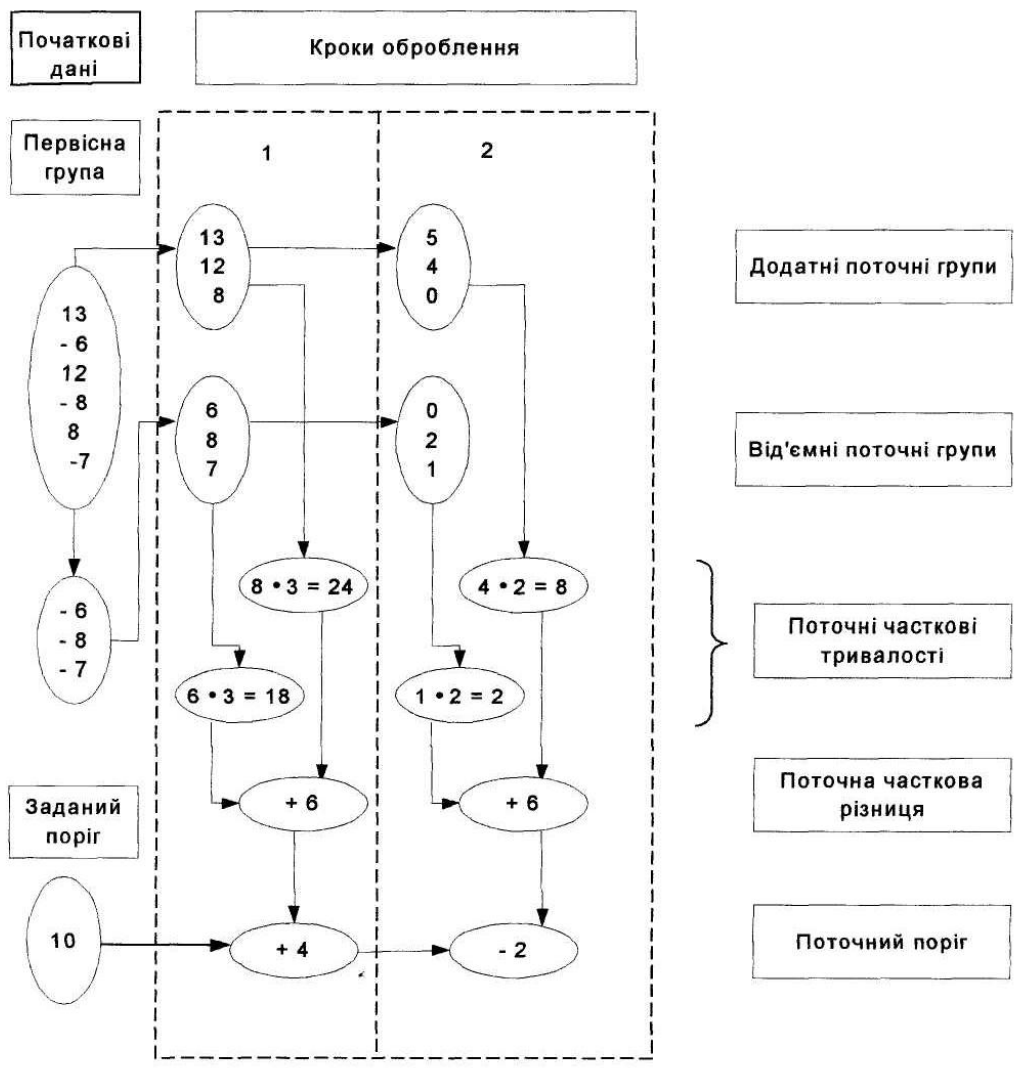 Початкові
дані
Кроки оброблення
Первісна
група
1
2
13
12
8
5
4
0
Додатні поточні групи
13
- 6
12
- 8
8
-7
6
8
7
0
2
1
Від'ємні поточні групи
- 6
- 8
- 7
8 • 3 = 24
4 • 2 = 8
Поточні часткові
тривалості
6 • 3 = 18
1 • 2 = 2
Заданий
поріг
+ 6
+ 6
Поточна часткова
різниця
10
+ 4
- 2
Поточний поріг